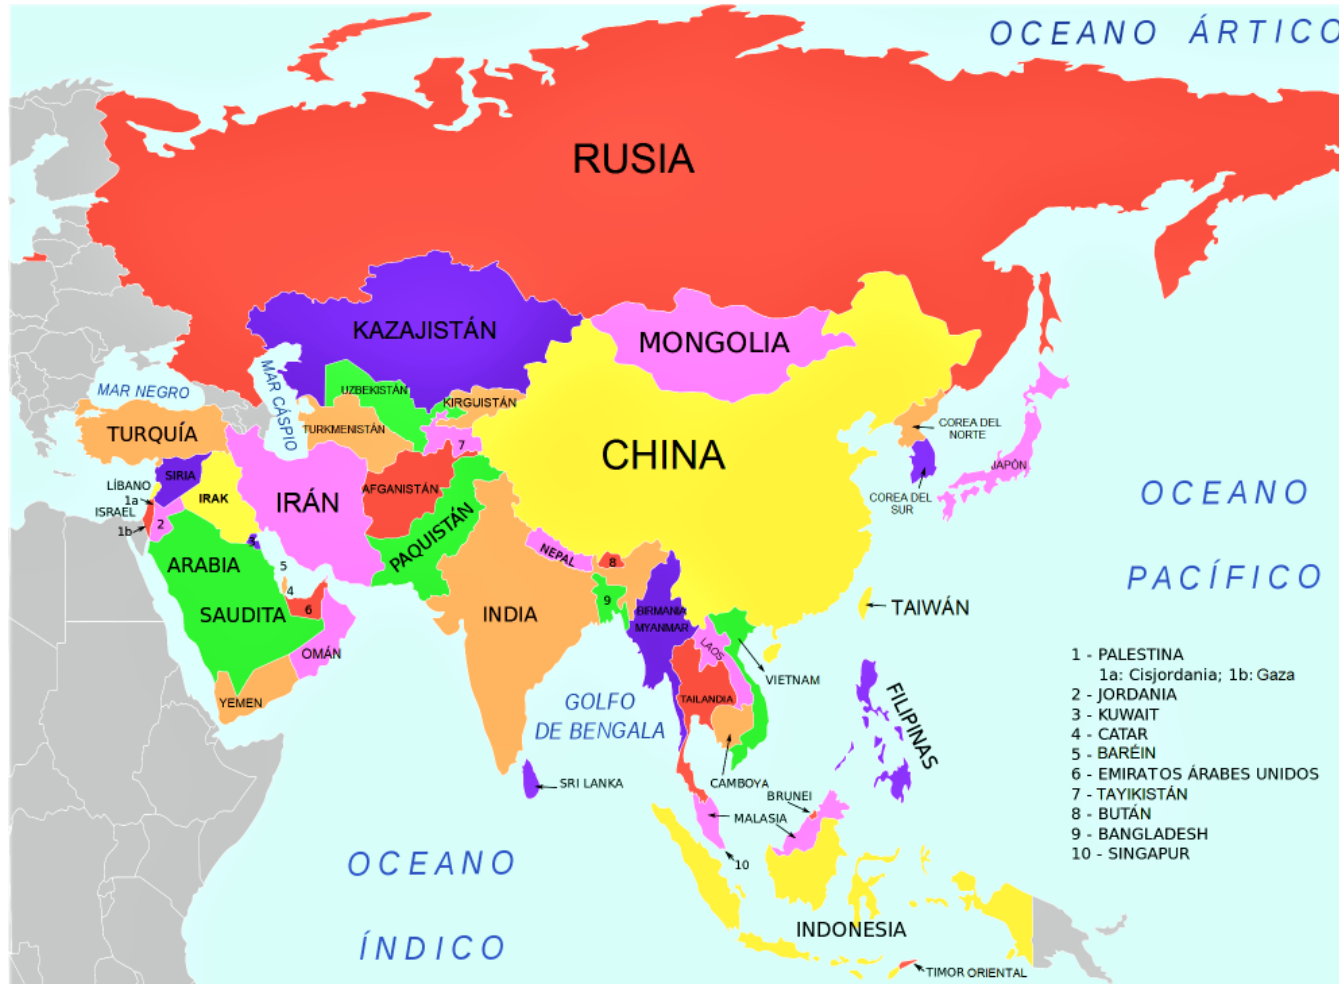 OCEANO ÁRTICO
RUSIA
KAZAJISTÁN
MONGOLIA
MAR NEGRO
MAR CÁSPIO
UZBEKISTÁN
KIRGUISTÁN
TURKMENISTÁN
TURQUÍA
7
CHINA
COREA DEL
NORTE
JAPÓN
COREA DEL
SUR
SIRIA
LÍBANO
1a
ISRAEL
1b
2
IRAK
IRÁN
AFGANISTÁN
PAQUISTÁN
OCEANO
PACÍFICO
3
5
4
6
ARABIA
SAUDITA
OMÁN
YEMEN
NEPAL
8
9
INDIA
BIRMANIA
MYANMAR
LAOS
TAIWÁN
VIETNAM
TAILANDIA
CAMBOYA
FILIPINAS
GOLFO
DE BENGALA
SRI LANKA
BRUNEI
MALASIA
10
INDONESIA
TIMOR ORIENTAL
OCEANO
ÍNDICO
1 - PALESTINA
1a: Cisjordania; 1b: Gaza
2 - JORDANIA
3 - KUWAIT
4 - CATAR
5 - BARÉIN
6 - EMIRATOS ÁRABES UNIDOS
7 - TAYIKISTÁN
8 - BUTÁN
9 - BANGLADESH
10 - SINGAPUR